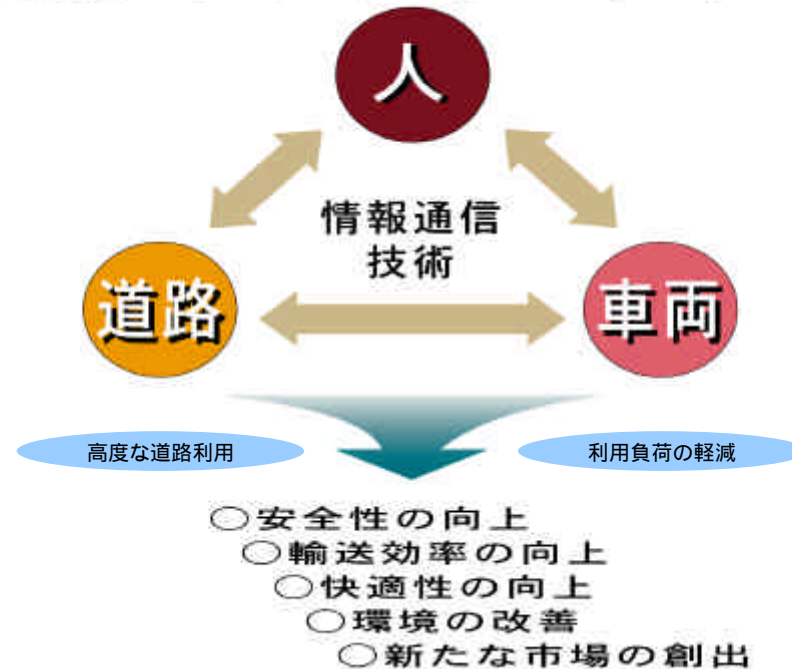 人
情報通信
技術
道路
車両
高度な道路利用
利用負荷の軽減
○安全性の向上
○輸送効率の向上
○快適性の向上
○環境の改善
○新たな市場の創出